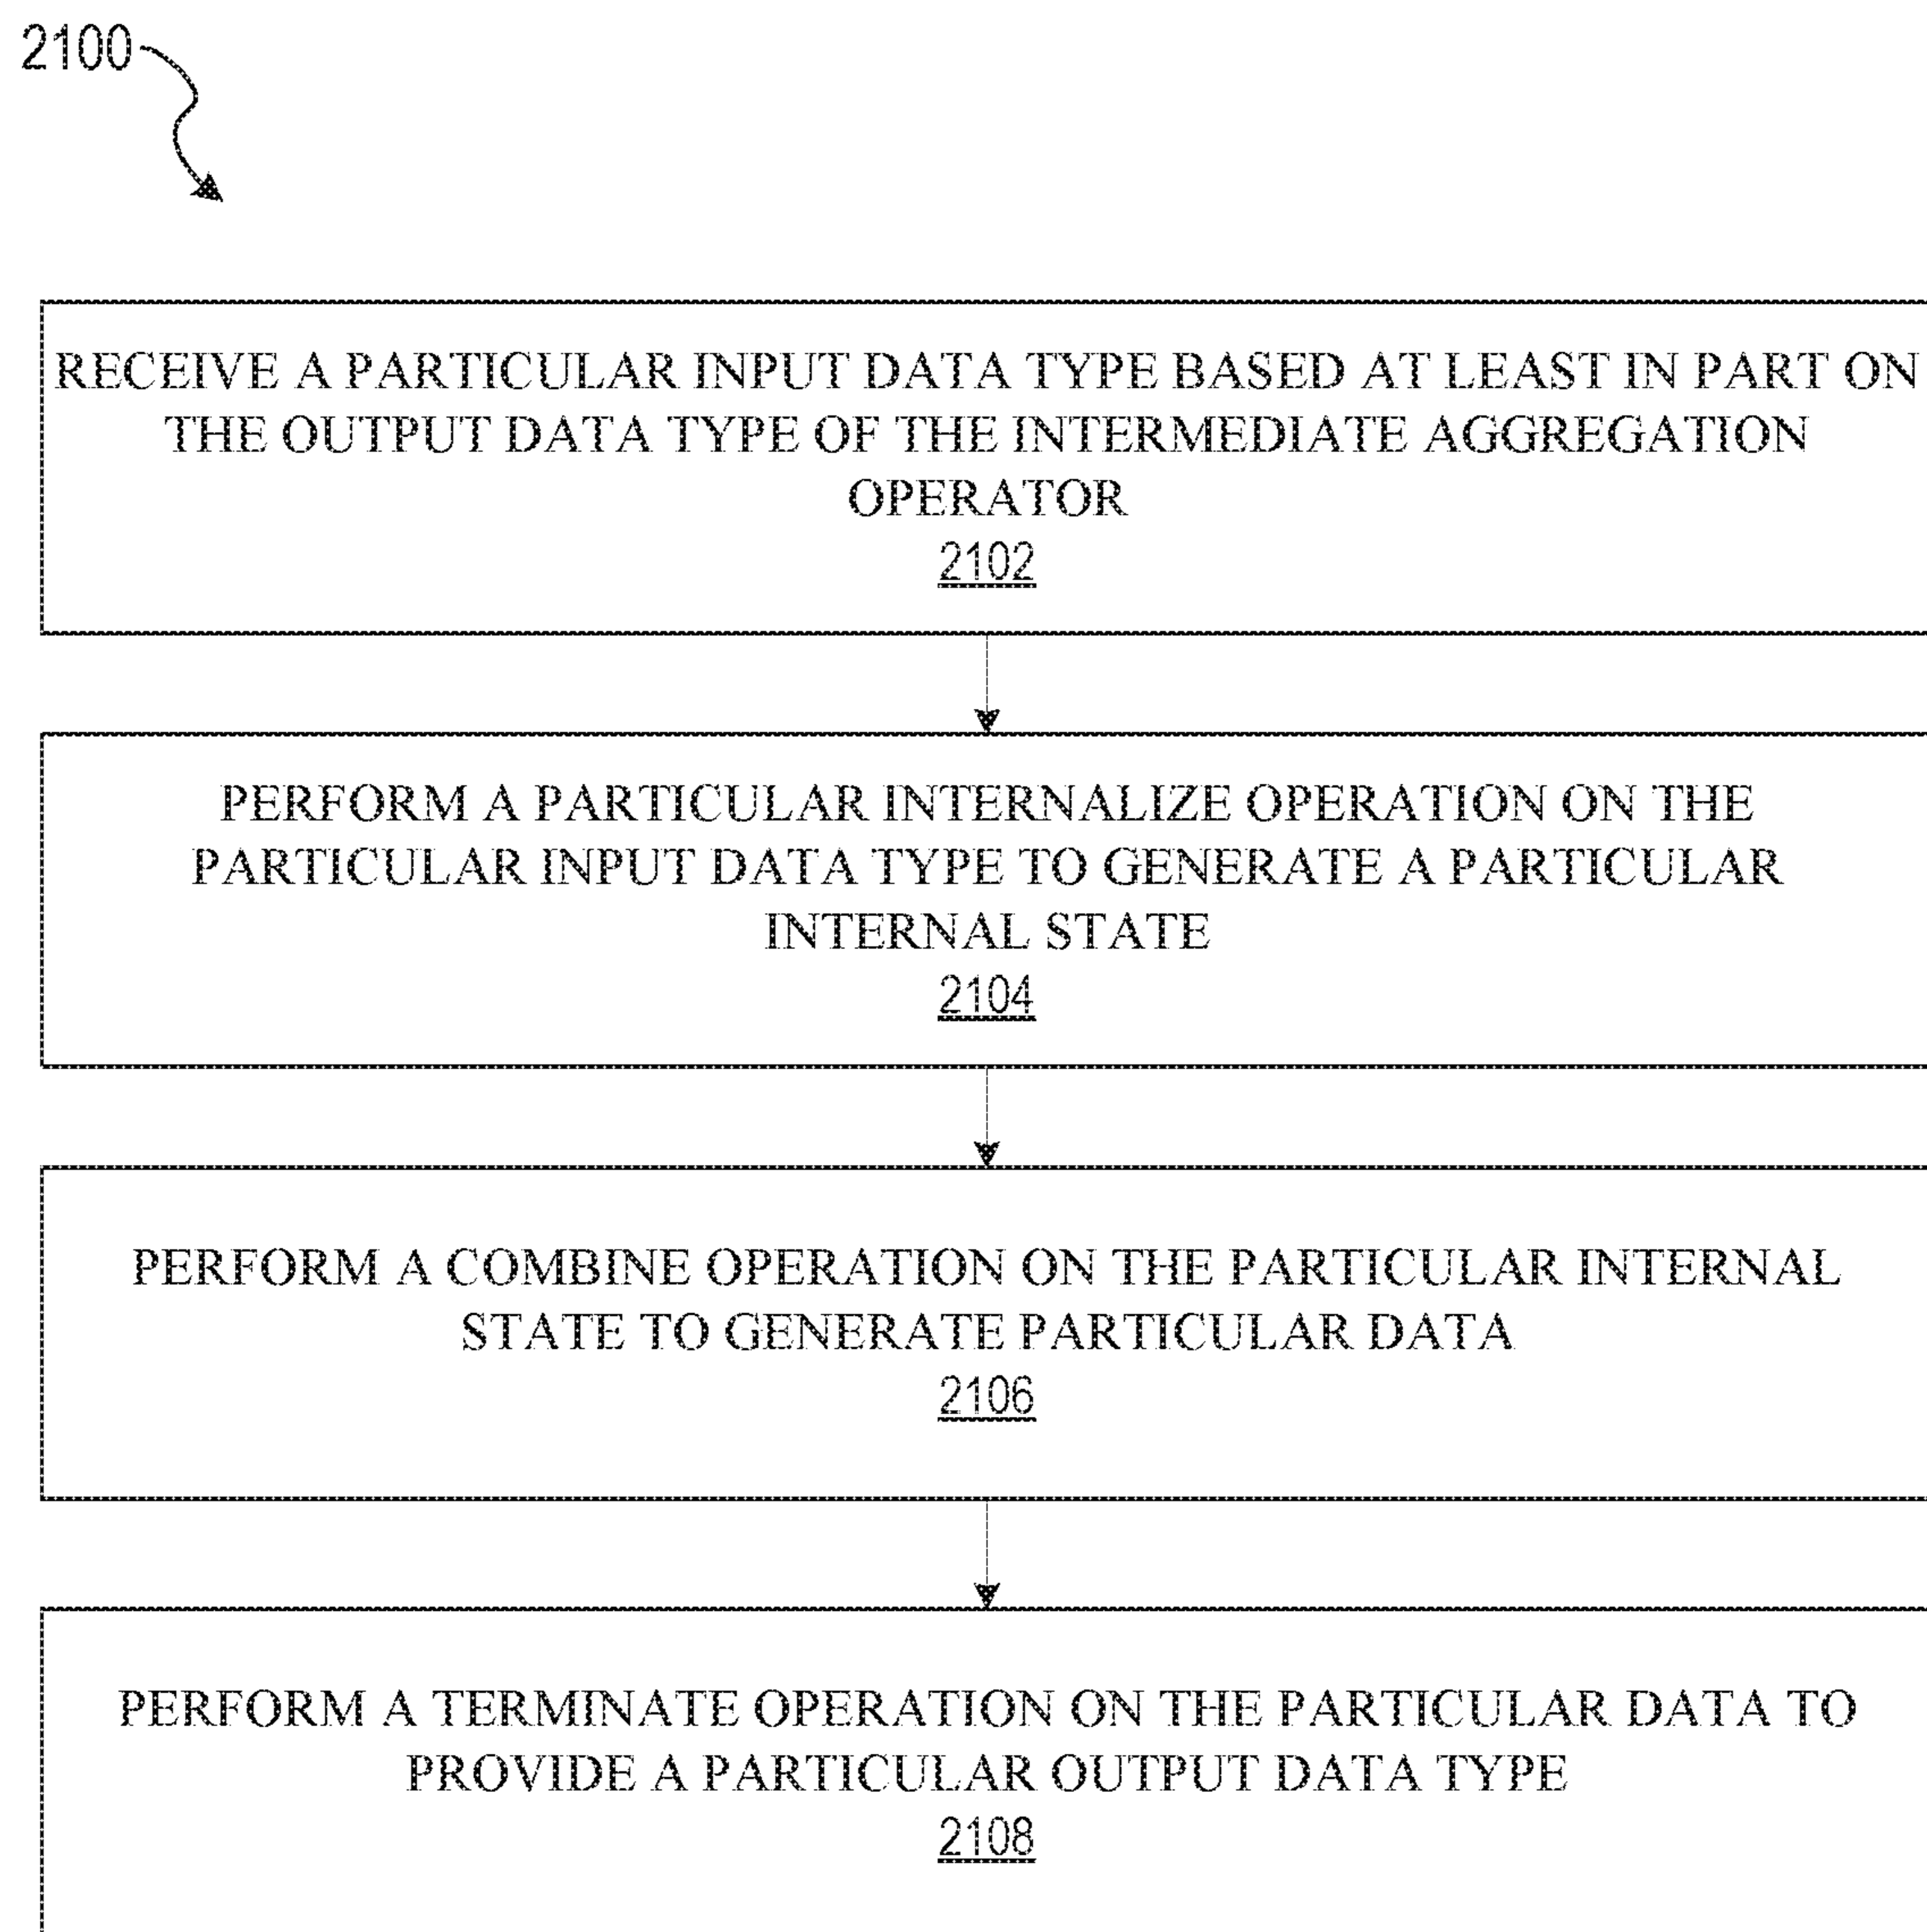 2100
RECEIVE A PARTICULAR INPUT DATA TYPE BASED AT LEAST IN PART ON
THE OUTPUT DATA TYPE OF THE INTERMEDIATE AGGREGATION
OPERATOR
2102
PERFORM A PARTICULAR INTERNALIZE OPERATION ON THE
PARTICULAR INPUT DATA TYPE TO GENERATE A PARTICULAR
INTERNAL STATE
2104
PERFORM A COMBINE OPERATION ON THE PARTICULAR INTERNAL
STATE TO GENERATE PARTICULAR DATA
2106
PERFORM A TERMINATE OPERATION ON THE PARTICULAR DATA TO
PROVIDE A PARTICULAR OUTPUT DATA TYPE
2108